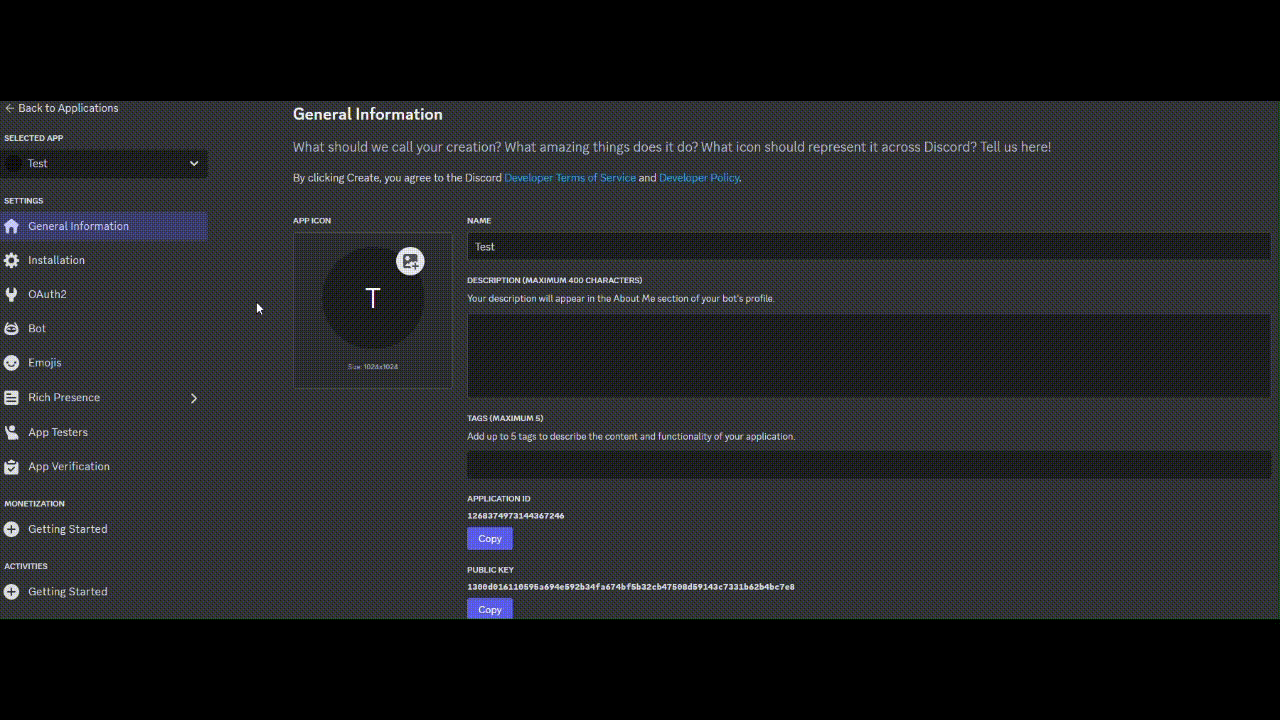 Back to Applications
SELECTED APP
Test
SETTINGS
General Information
Installation
OAuth2
Bot
Emojis
Rich Presence
App Testers
App Verification
MONETIZATION
Getting Started
ACTIVITIES
Getting Started
General Information
What should we call your creation? What amazing things does it do? What icon should represent it across Discord? Tell us here!
By clicking Create, you agree to the Discord Developer Terms of Service and Developer Policy.
APP ICON
T
Size: 1024x1024
NAME
Test
DESCRIPTION (MAXIMUM 400 CHARACTERS)
Your description will appear in the About Me section of your bot's profile.
TAGS (MAXIMUM 5)
Add up to 5 tags to describe the content and functionality of your application.
APPLICATION ID
1268374973144367246
Copy
PUBLIC KEY
Copy